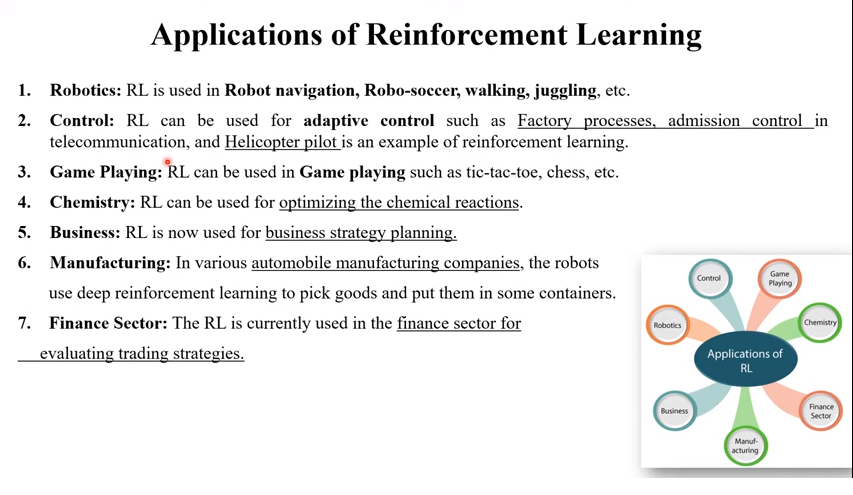 Applications of Reinforcement Learning
1. Robotics: RL is used in Robot navigation, Robo-soccer, walking, juggling, etc.
2. Control: RL can be used for adaptive control such as Factory processes, admission control in
telecommunication, and Helicopter pilot is an example of reinforcement learning.
3. Game Playing: RL can be used in Game playing such as tic-tac-toe, chess, etc.
4. Chemistry: RL can be used for optimizing the chemical reactions.
5. Business: RL is now used for business strategy planning.
6. Manufacturing: In various automobile manufacturing companies, the robots
use deep reinforcement learning to pick goods and put them in some containers.
7. Finance Sector: The RL is currently used in the finance sector for
evaluating trading strategies.
Control
Game
Playing
Robotics
Chemistry
Applications of
RL
Business
Finance
Sector
Manuf-
acturing